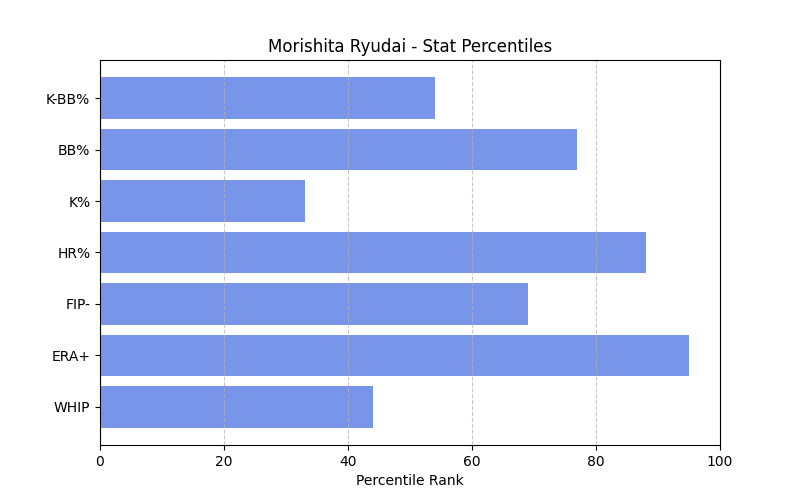 Morishita Ryudai - Stat Percentiles
K-BB%
BB%
K%
HR%
FIP-
ERA+
WHIP
0 20 40 60 80 100
Percentile Rank